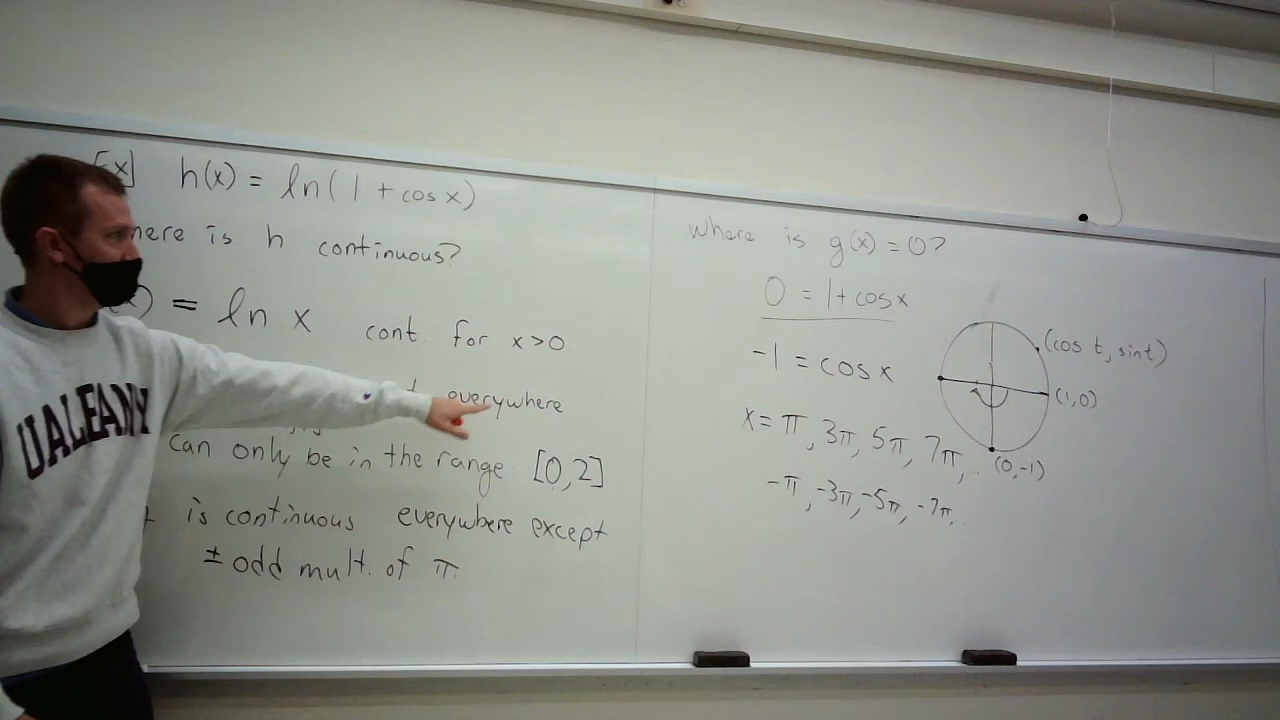 Ex] h(x) = ln(1 + cos x)
here is h continuous?
x) = ln x cont. for x>0
everywhere
can only be in the range [0,2]
is continuous everywhere except
± odd mult. of π
where is g(x) = 0?
0 = 1 + cos x
-1 = cos x
x = π, 3π, 5π, 7π, ..
-π, -3π, -5π, -7π, ..
(cos t, sin t)
(1,0)
(0,-1)
UALBANY